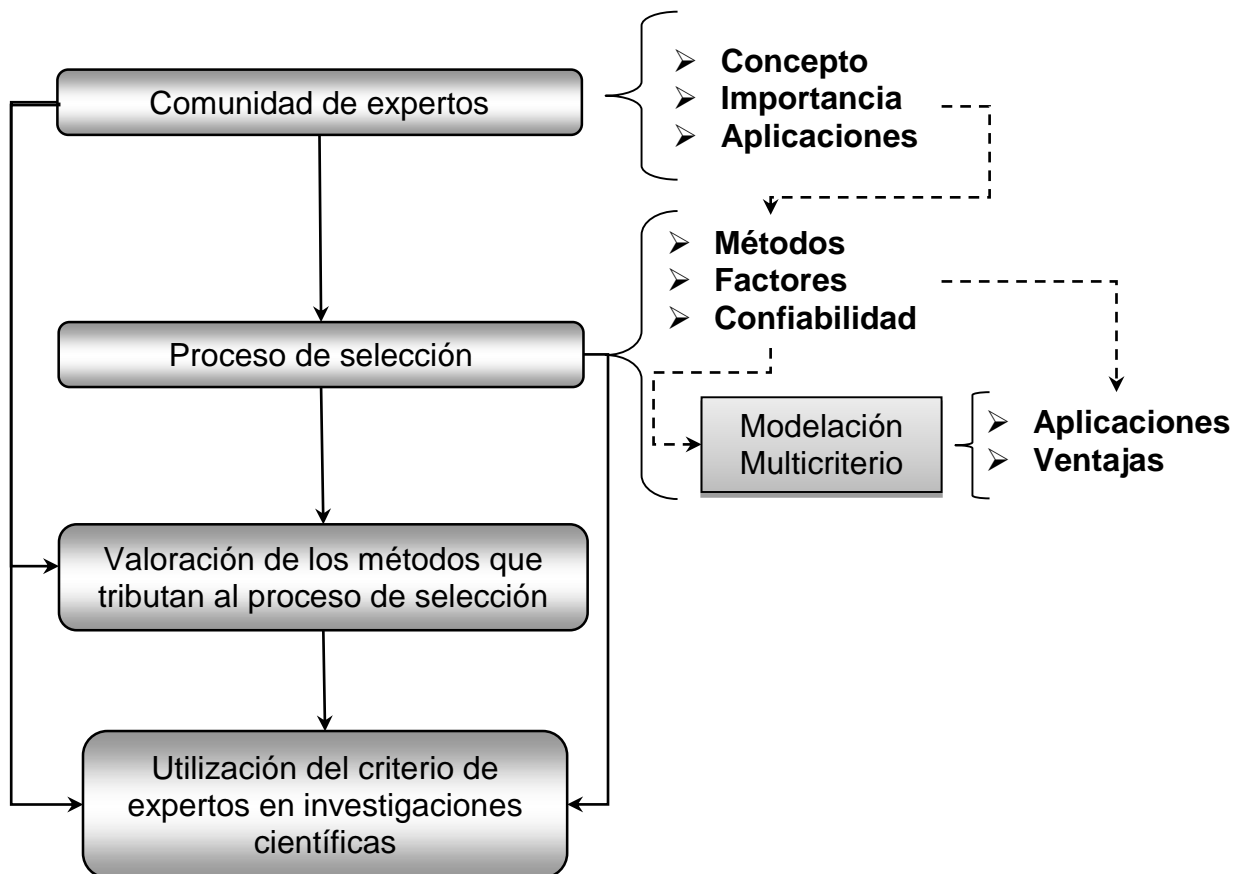 Comunidad de expertos
Concepto
Importancia
Aplicaciones
Métodos
Factores
Confiabilidad
Proceso de selección
Modelación
Multicriterio
Aplicaciones
Ventajas
Valoración de los métodos que
tributan al proceso de selección
Utilización del criterio de
expertos en investigaciones
científicas